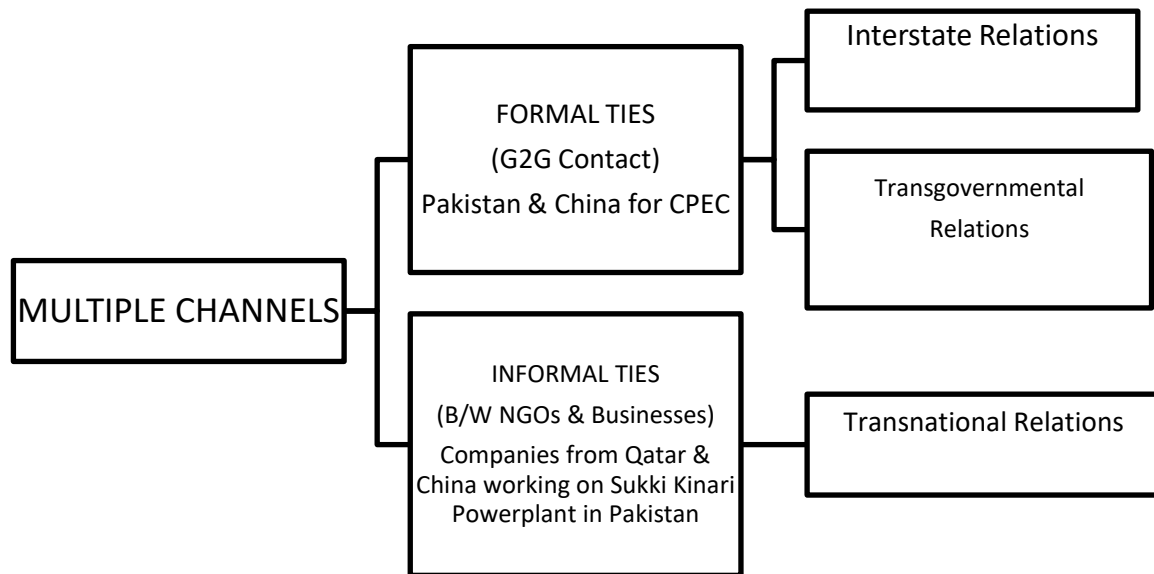 MULTIPLE CHANNELS
FORMAL TIES
(G2G Contact)
Pakistan & China for CPEC
Interstate Relations
Transgovernmental
Relations
INFORMAL TIES
(B/W NGOs & Businesses)
Companies from Qatar &
China working on Sukki Kinari
Powerplant in Pakistan
Transnational Relations